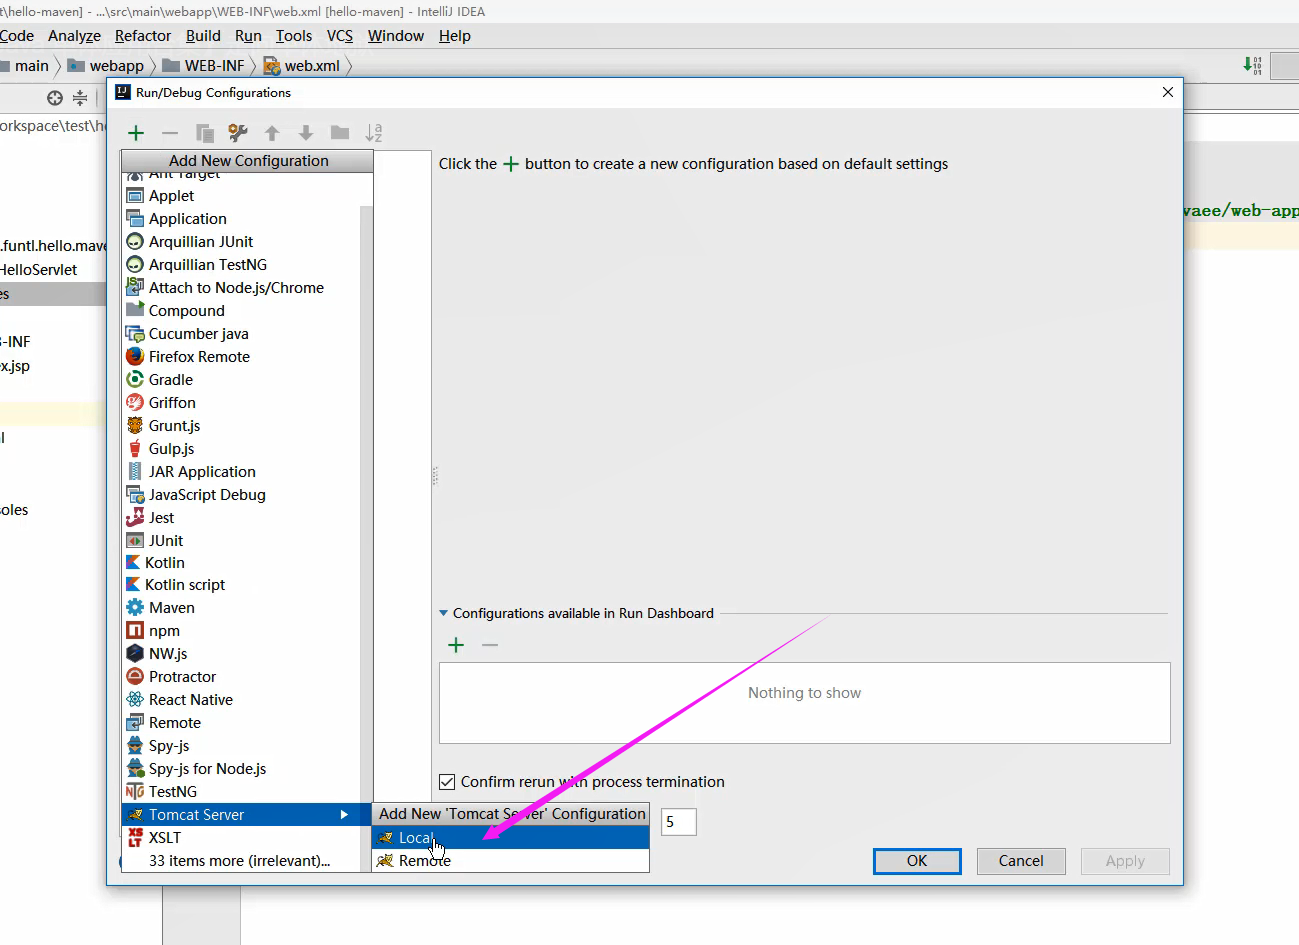 t\hello-maven] - ...\src\main\webapp\WEB-INF\web.xml [hello-maven] - IntelliJ IDEA
Code Analyze Refactor Build Run Tools VCS Window Help
main webapp WEB-INF web.xml
Run/Debug Configurations
orkspace\test\he
Add New Configuration
Click the + button to create a new configuration based on default settings
Ant Target
Applet
Application
vaee/web-app
Arquillian JUnit
.funtl.hello.mave
Arquillian TestNG
HelloServlet
Attach to Node.js/Chrome
es
Compound
Cucumber java
B-INF
Firefox Remote
x.jsp
Gradle
Griffon
Grunt.js
l
Gulp.js
JAR Application
JavaScript Debug
soles
Jest
JUnit
Kotlin
Kotlin script
Maven
Configurations available in Run Dashboard
npm
NW.js
Protractor
Nothing to show
React Native
Remote
Spy-js
Spy-js for Node.js
Confirm rerun with process termination
TestNG
Tomcat Server
Add New 'Tomcat Server' Configuration
5
XSLT
Local
33 items more (irrelevant)...
Remote
OK Cancel Apply